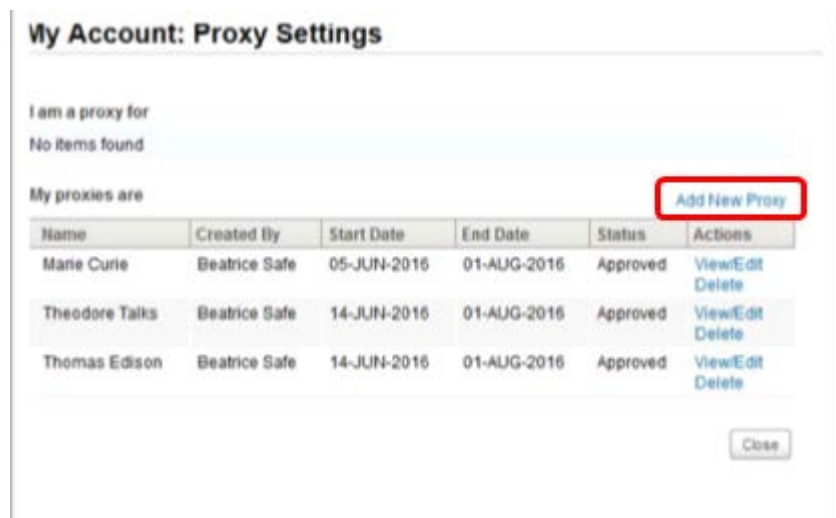 My Account: Proxy Settings
I am a proxy for
No items found
My proxies are Add New Proxy
Name Created By Start Date End Date Status Actions
Marie Curie Beatrice Safe 05-JUN-2016 01-AUG-2016 Approved View/Edit
Delete
Theodore Talks Beatrice Safe 14-JUN-2016 01-AUG-2016 Approved View/Edit
Delete
Thomas Edison Beatrice Safe 14-JUN-2016 01-AUG-2016 Approved View/Edit
Delete
Close